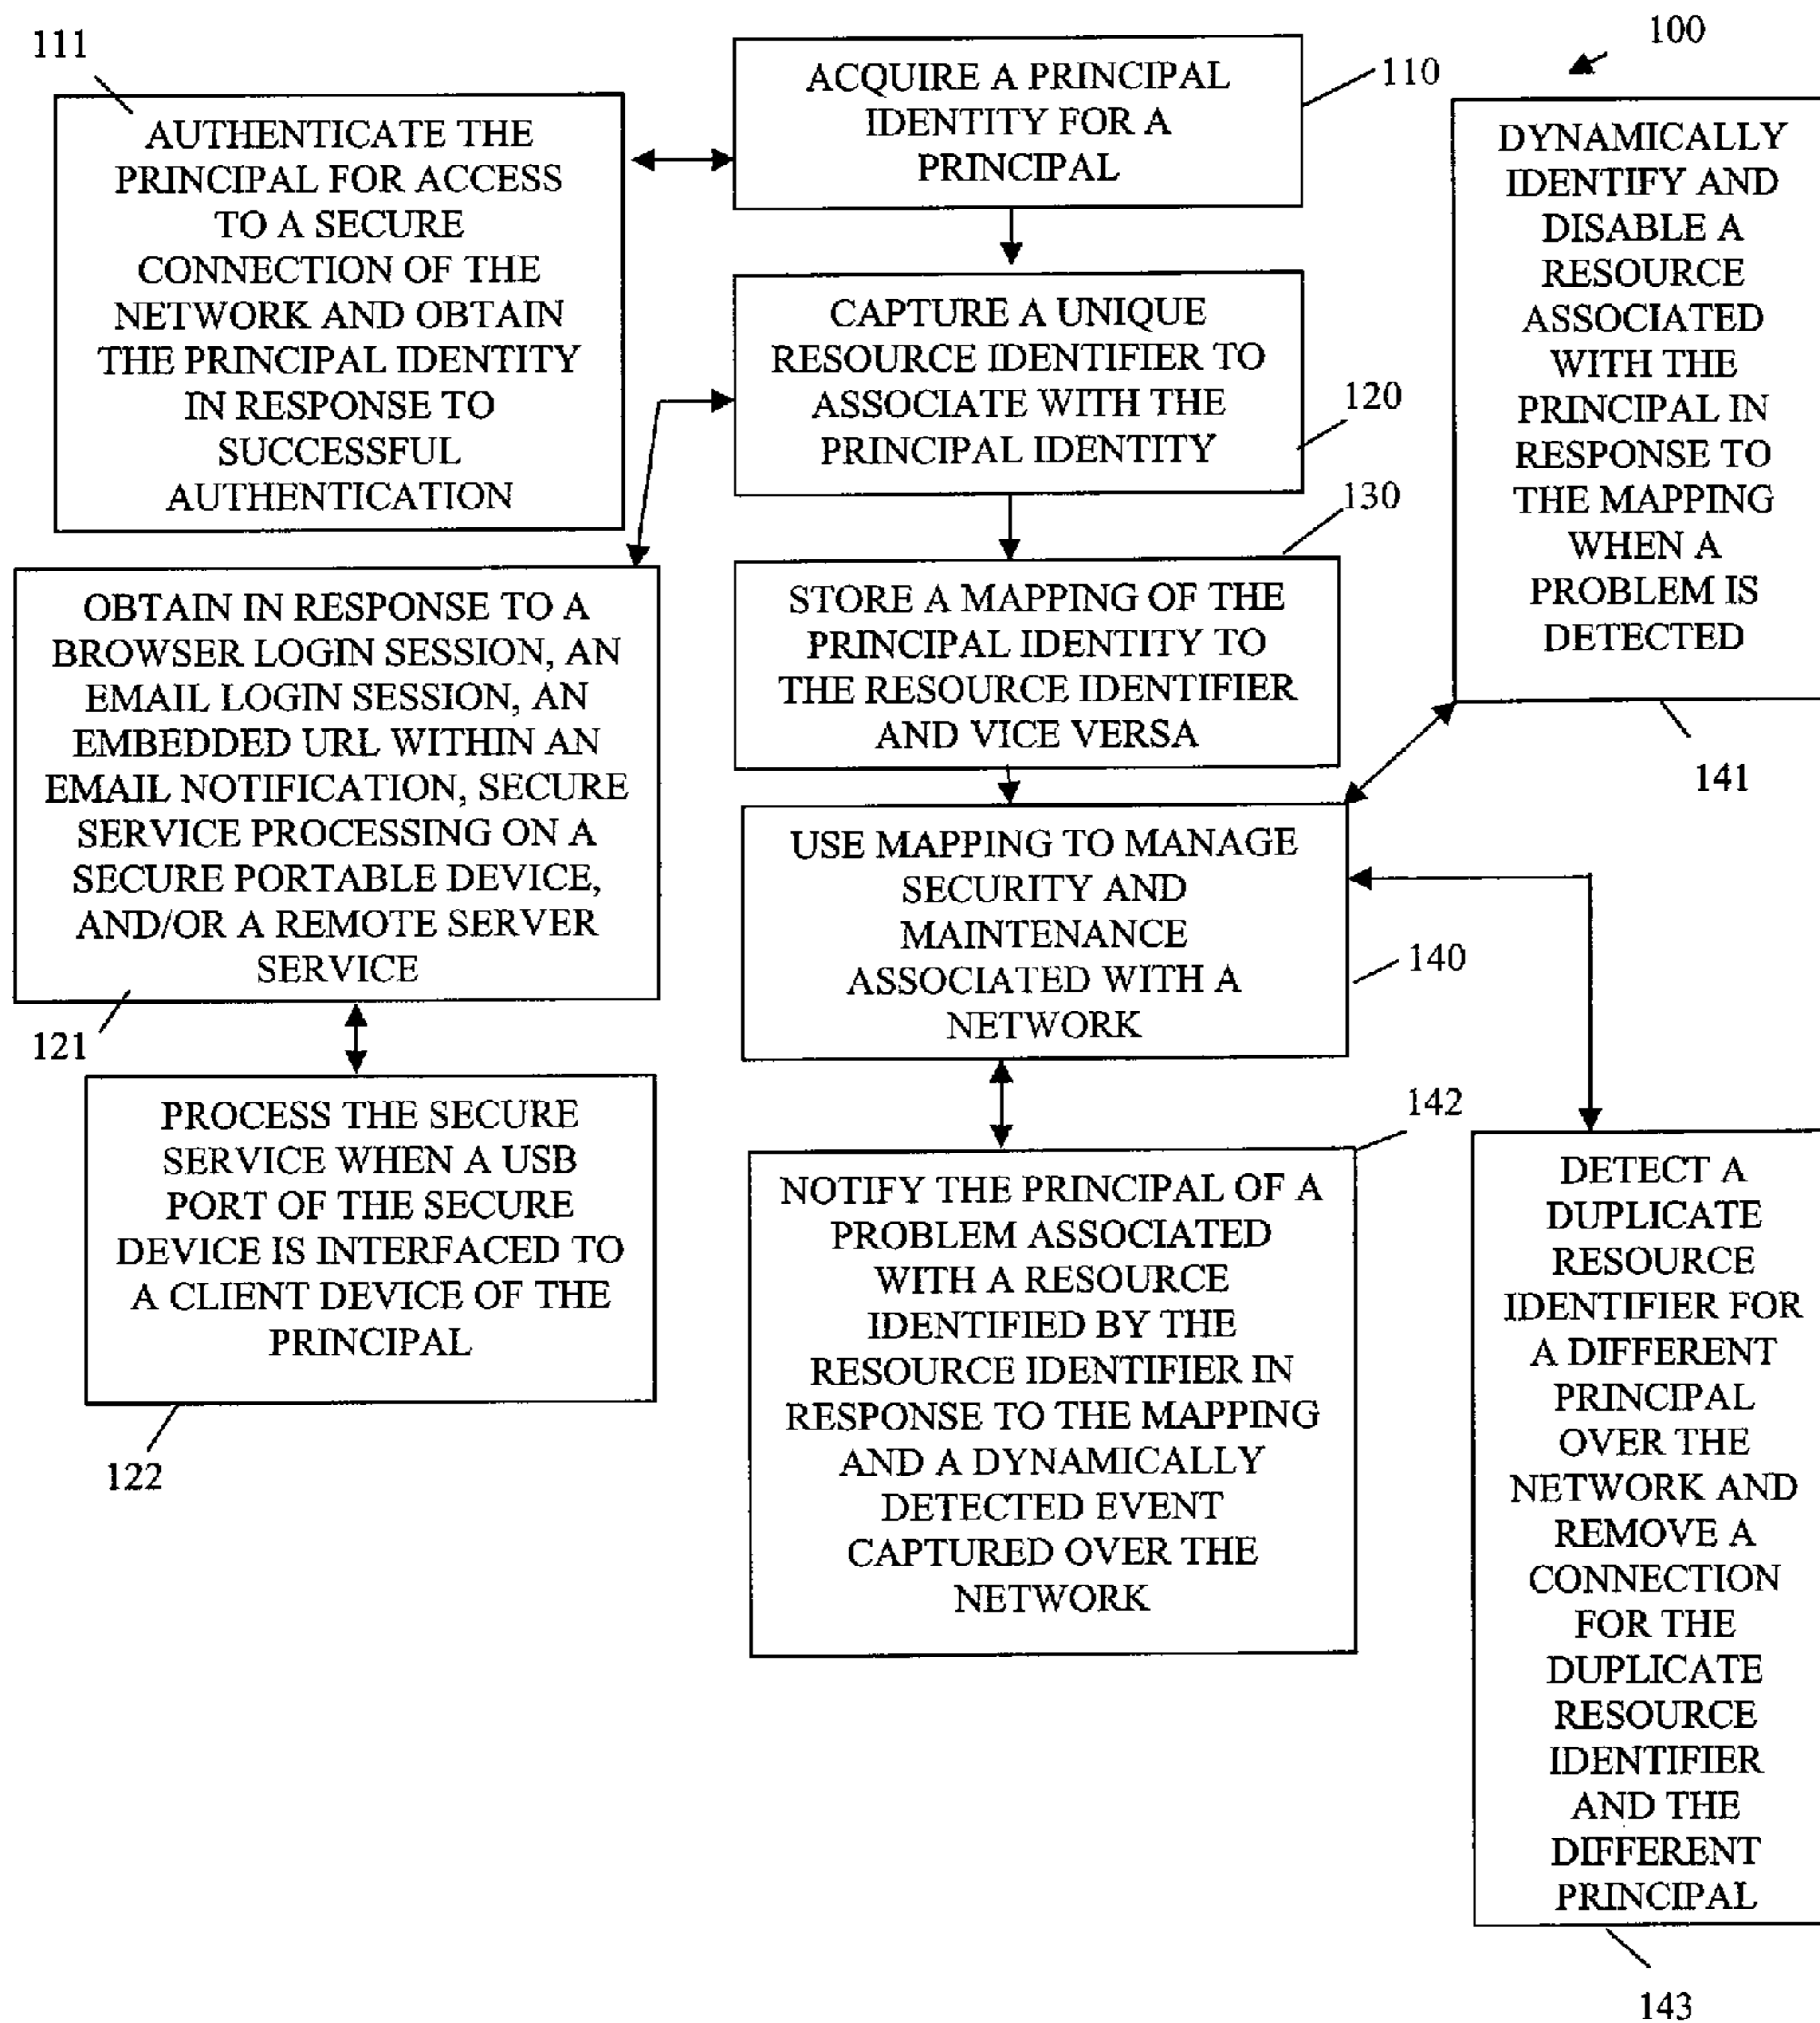 100
111
110
ACQUIRE A PRINCIPAL
IDENTITY FOR A
PRINCIPAL
AUTHENTICATE THE
PRINCIPAL FOR ACCESS
TO A SECURE
CONNECTION OF THE
NETWORK AND OBTAIN
THE PRINCIPAL IDENTITY
IN RESPONSE TO
SUCCESSFUL
AUTHENTICATION
DYNAMICALLY
IDENTIFY AND
DISABLE A
RESOURCE
ASSOCIATED
WITH THE
PRINCIPAL IN
RESPONSE TO
THE MAPPING
WHEN A
PROBLEM IS
DETECTED
141
CAPTURE A UNIQUE
RESOURCE IDENTIFIER TO
ASSOCIATE WITH THE
PRINCIPAL IDENTITY
120
130
STORE A MAPPING OF THE
PRINCIPAL IDENTITY TO
THE RESOURCE IDENTIFIER
AND VICE VERSA
OBTAIN IN RESPONSE TO A
BROWSER LOGIN SESSION, AN
EMAIL LOGIN SESSION, AN
EMBEDDED URL WITHIN AN
EMAIL NOTIFICATION, SECURE
SERVICE PROCESSING ON A
SECURE PORTABLE DEVICE,
AND/OR A REMOTE SERVER
SERVICE
121
USE MAPPING TO MANAGE
SECURITY AND
MAINTENANCE
ASSOCIATED WITH A
NETWORK
140
PROCESS THE SECURE
SERVICE WHEN A USB
PORT OF THE SECURE
DEVICE IS INTERFACED TO
A CLIENT DEVICE OF THE
PRINCIPAL
122
142
NOTIFY THE PRINCIPAL OF A
PROBLEM ASSOCIATED
WITH A RESOURCE
IDENTIFIED BY THE
RESOURCE IDENTIFIER IN
RESPONSE TO THE MAPPING
AND A DYNAMICALLY
DETECTED EVENT
CAPTURED OVER THE
NETWORK
DETECT A
DUPLICATE
RESOURCE
IDENTIFIER FOR
A DIFFERENT
PRINCIPAL
OVER THE
NETWORK AND
REMOVE A
CONNECTION
FOR THE
DUPLICATE
RESOURCE
IDENTIFIER
AND THE
DIFFERENT
PRINCIPAL
143